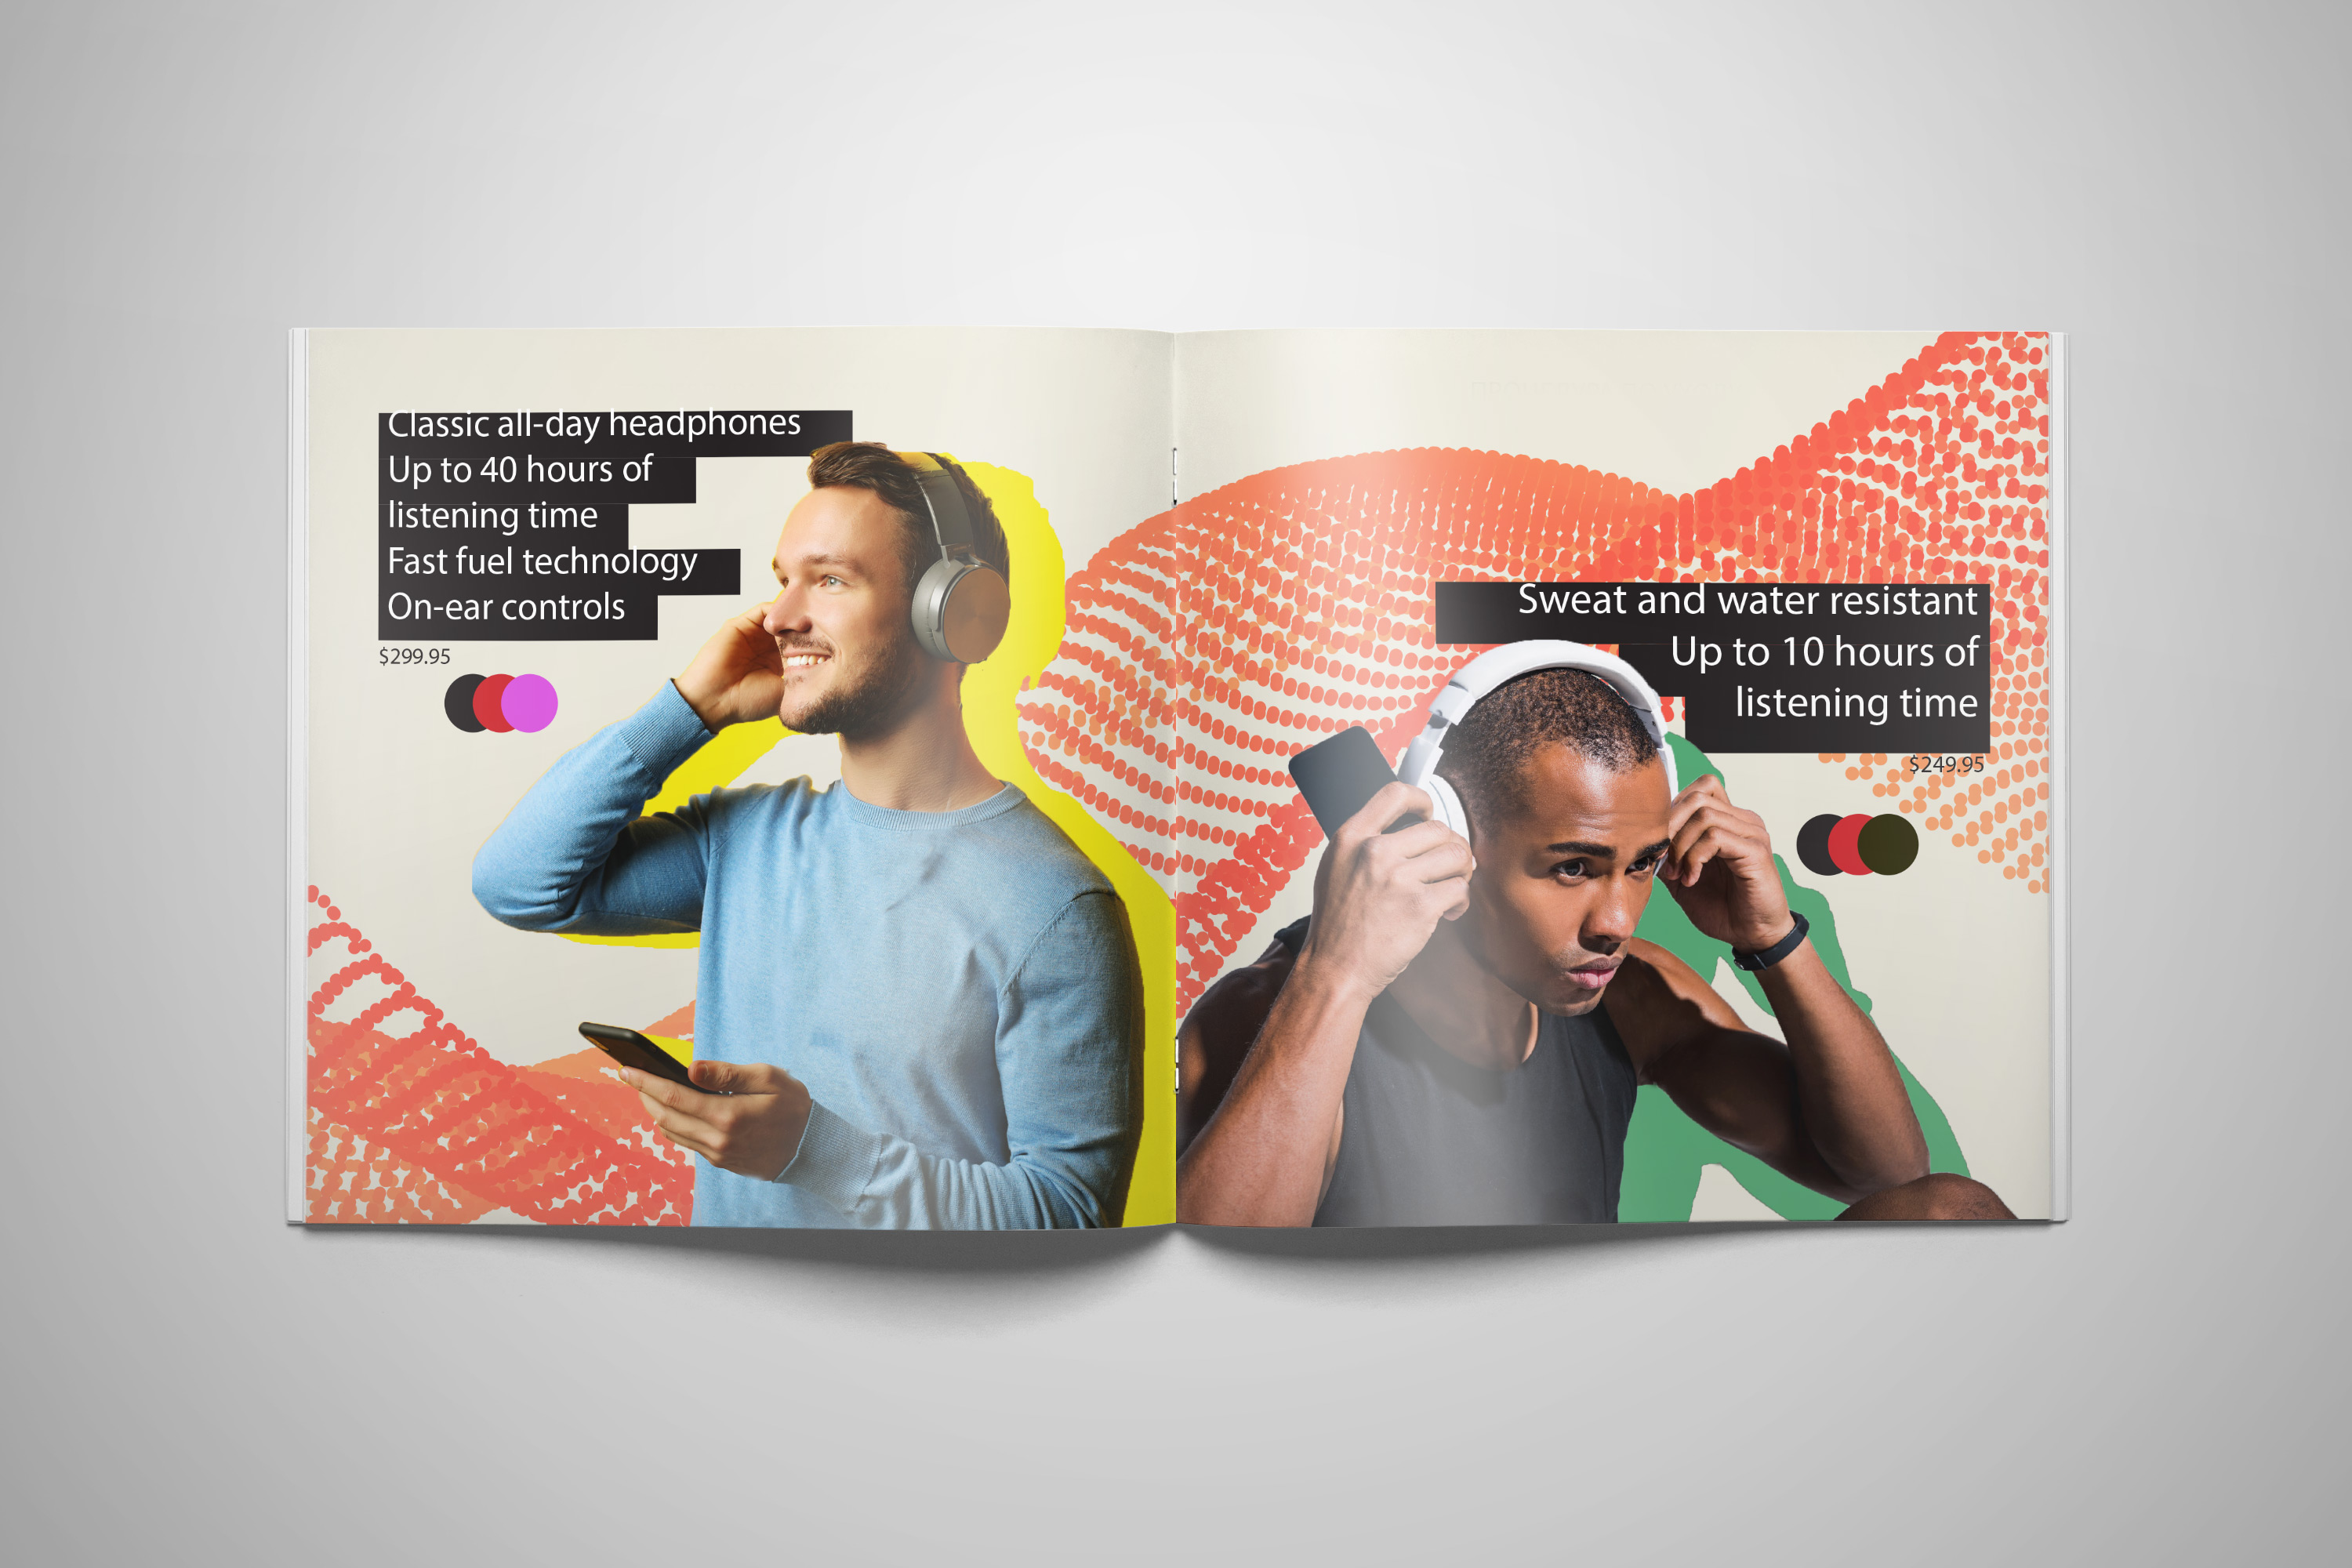 Classic all-day headphones
Up to 40 hours of
listening time
Fast fuel technology
On-ear controls
$299.95
Sweat and water resistant
Up to 10 hours of
listening time
$249.95